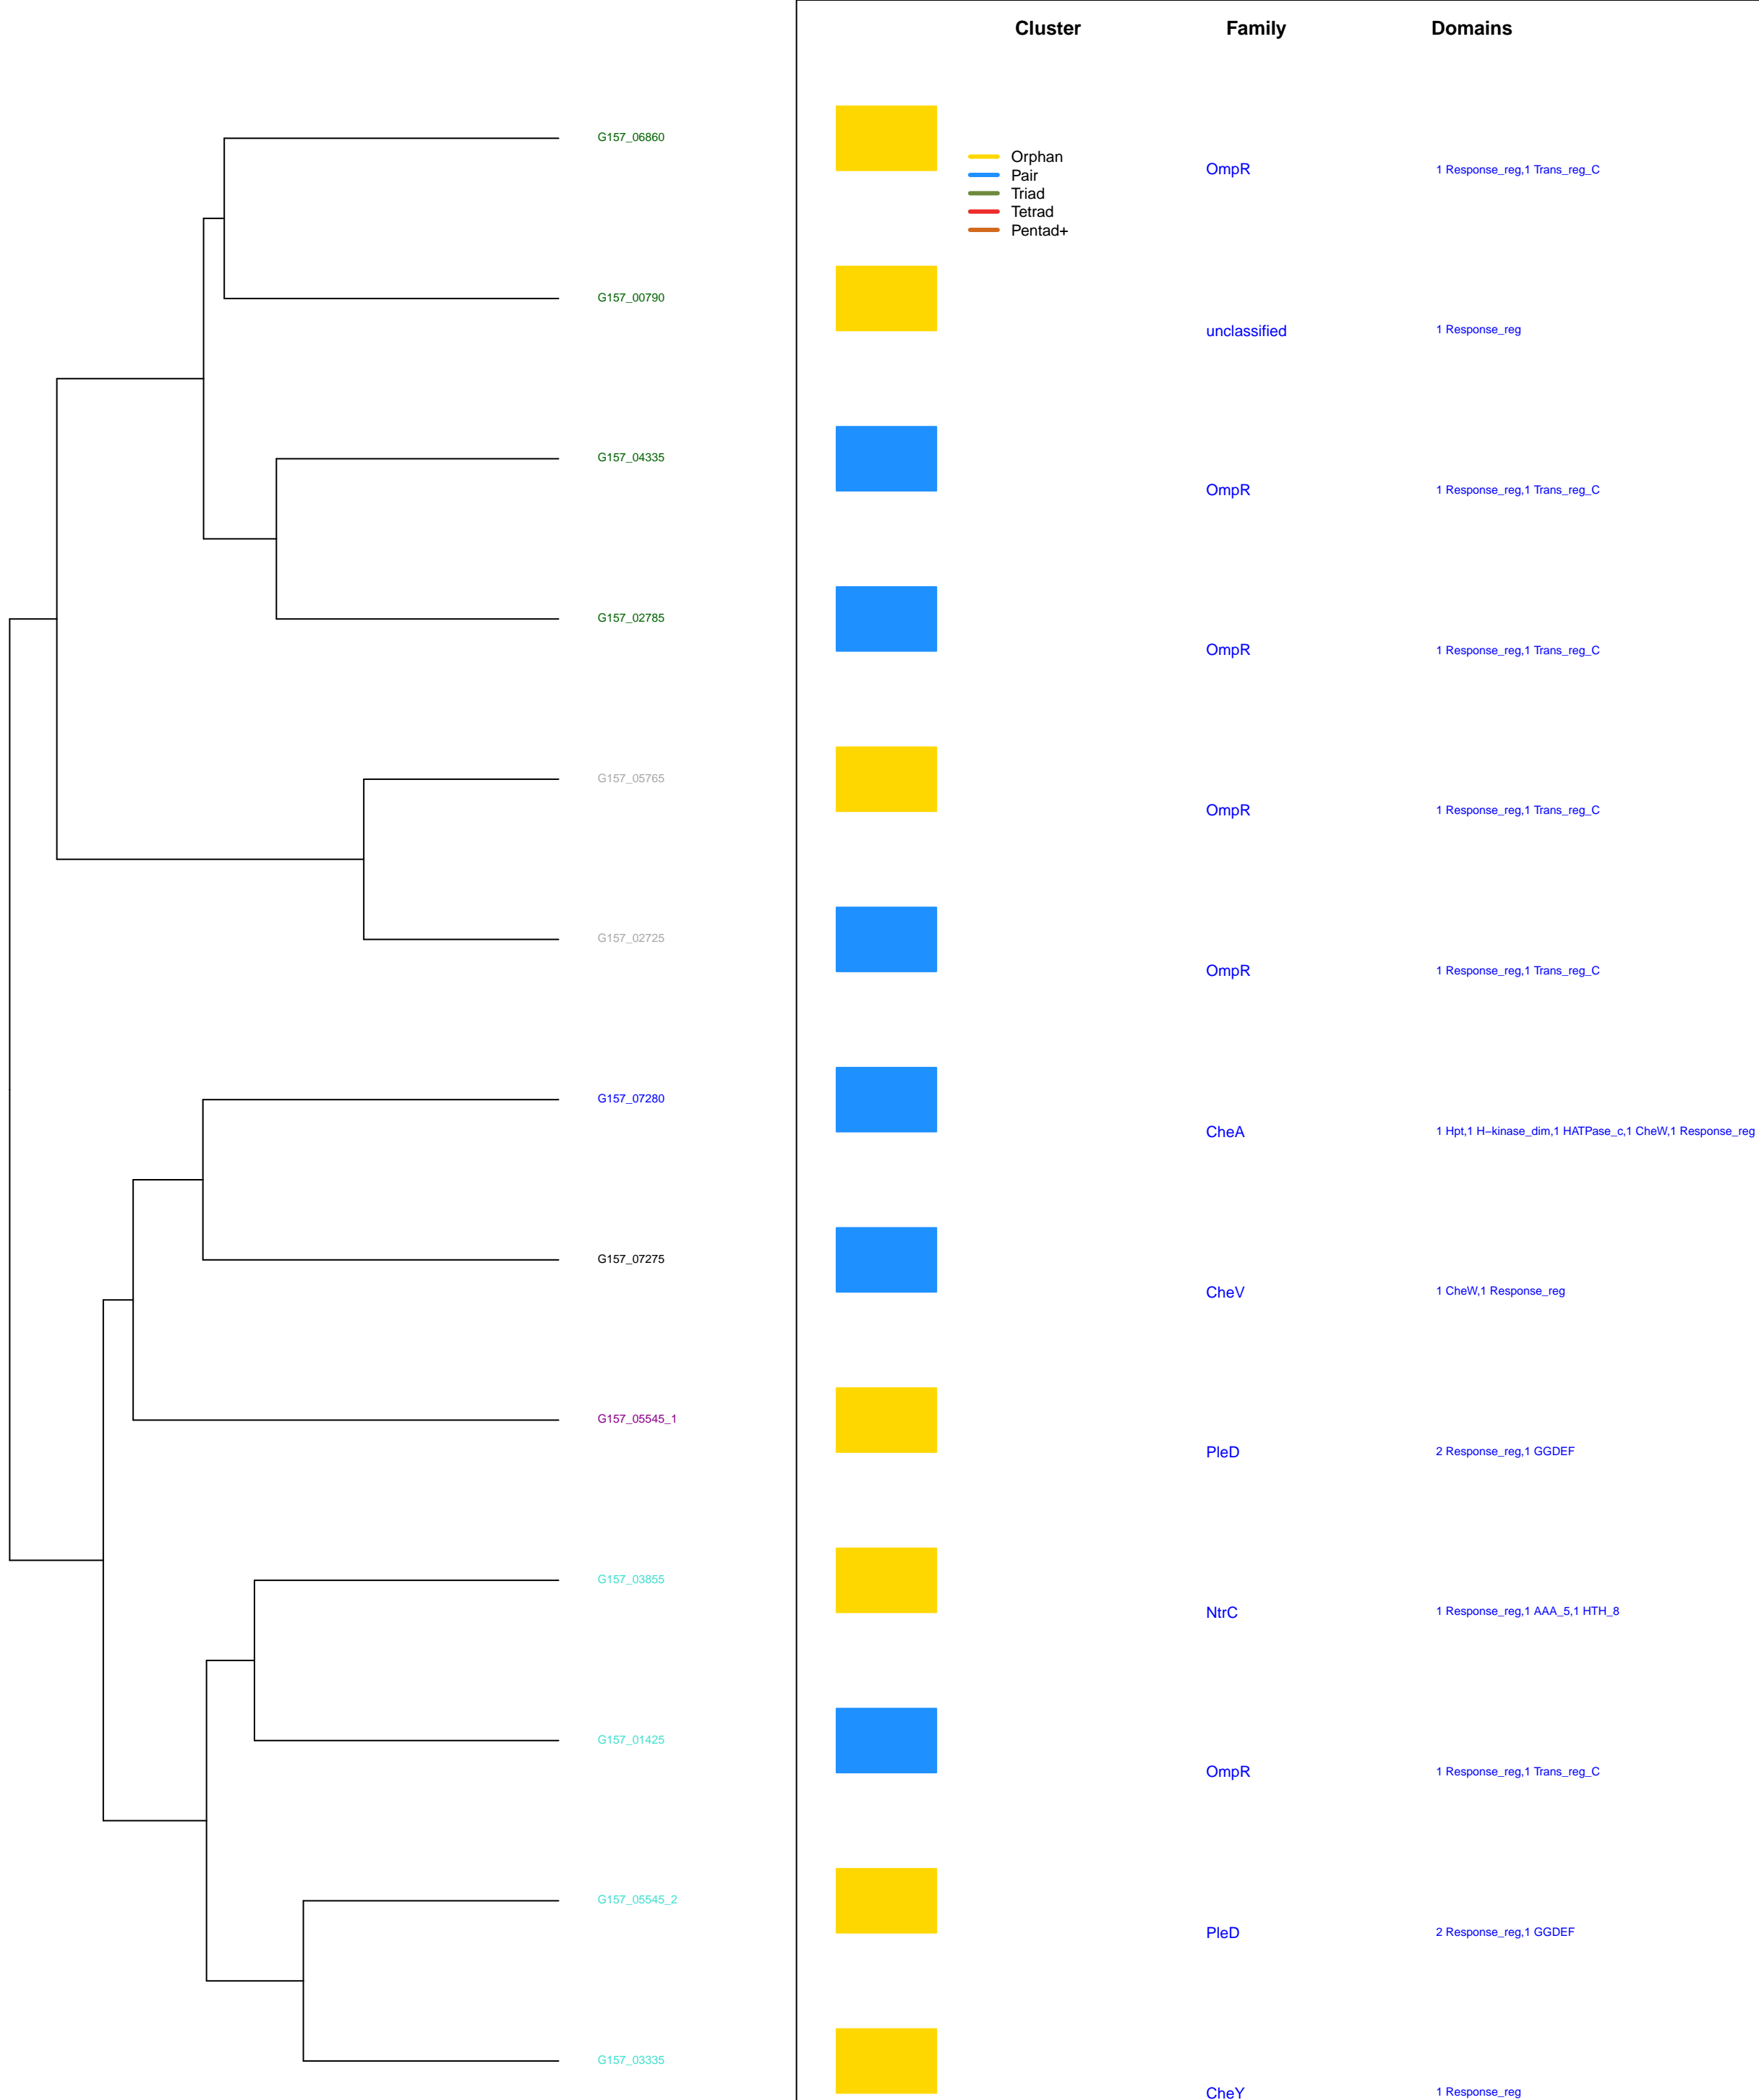 Cluster Family Domains
G157_06860
Orphan
OmpR 1 Response_reg,1 Trans_reg_C
Pair
Triad
Tetrad
Pentad+
G157_00790
unclassified 1 Response_reg
G157_04335
OmpR 1 Response_reg,1 Trans_reg_C
G157_02785
OmpR 1 Response_reg,1 Trans_reg_C
G157_05765
OmpR 1 Response_reg,1 Trans_reg_C
G157_02725
OmpR 1 Response_reg,1 Trans_reg_C
G157_07280
CheA 1 Hpt,1 H−kinase_dim,1 HATPase_c,1 CheW,1 Response_reg
G157_07275
CheV 1 CheW,1 Response_reg
G157_05545_1
PleD 2 Response_reg,1 GGDEF
G157_03855
NtrC 1 Response_reg,1 AAA_5,1 HTH_8
G157_01425
OmpR 1 Response_reg,1 Trans_reg_C
G157_05545_2
PleD 2 Response_reg,1 GGDEF
G157_03335
CheY 1 Response_reg